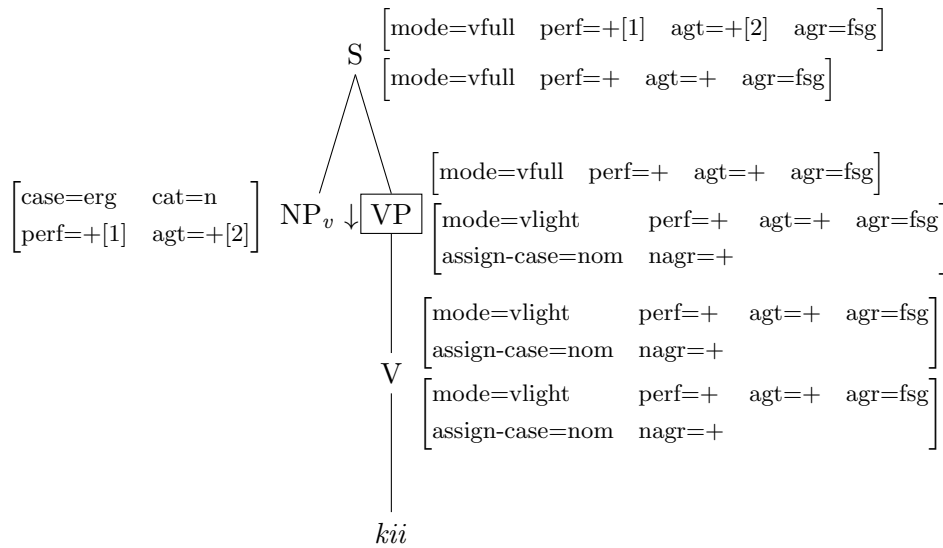 [mode=vfull perf=+[1] agt=+[2] agr=fsg]
S
[mode=vfull perf=+ agt=+ agr=fsg]
[mode=vfull perf=+ agt=+ agr=fsg]
[case=erg cat=n
perf=+[1] agt=+[2]]
NPv ↓ VP
[mode=vlight perf=+ agt=+ agr=fsg
assign-case=nom nagr=+]
[mode=vlight perf=+ agt=+ agr=fsg
assign-case=nom nagr=+]
V
[mode=vlight perf=+ agt=+ agr=fsg
assign-case=nom nagr=+]
kii